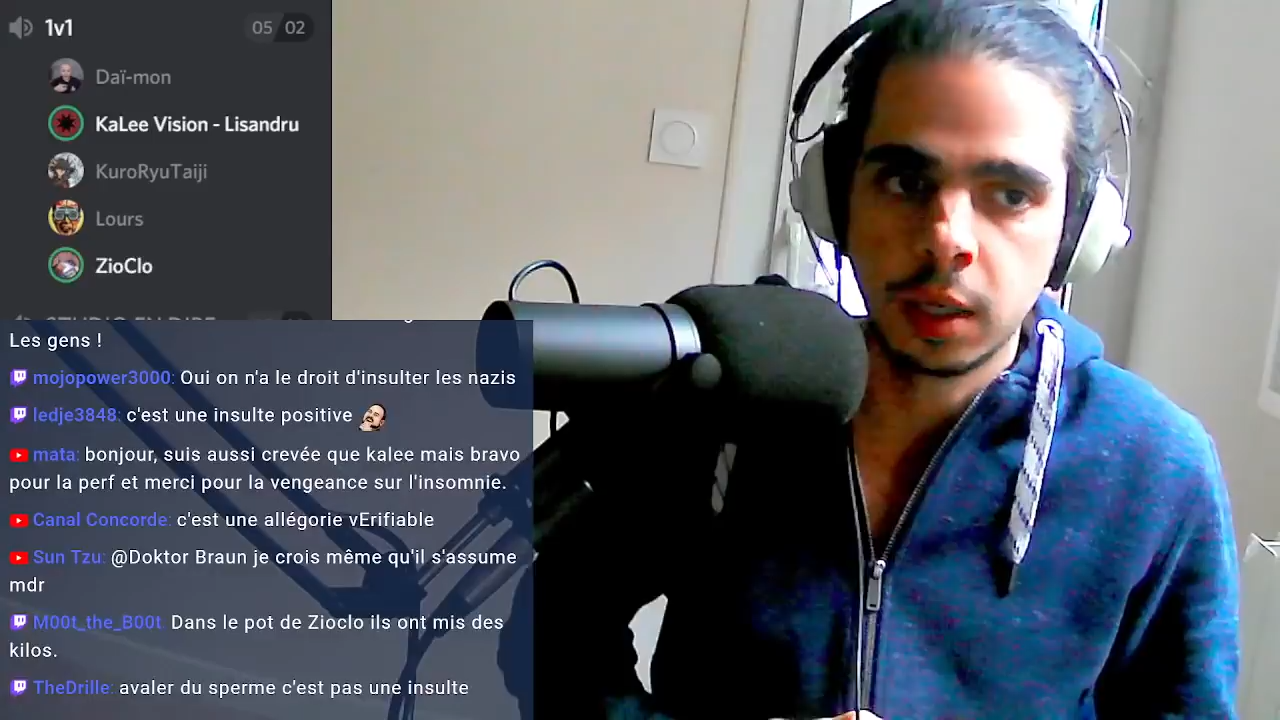 1v1
05 02
Daï-mon
KaLee Vision - Lisandru
KuroRyuTaiji
Lours
ZioClo
STUDIO EN DIRE
Les gens !
mojopower3000: Oui on n'a le droit d'insulter les nazis
ledje3848: c'est une insulte positive
mata: bonjour, suis aussi crevée que kalee mais bravo
pour la perf et merci pour la vengeance sur l'insomnie.
Canal Concorde: c'est une allégorie vErifiable
Sun Tzu: @Doktor Braun je crois même qu'il s'assume
mdr
M00t_the_B00t: Dans le pot de Zioclo ils ont mis des
kilos.
TheDrille: avaler du sperme c'est pas une insulte